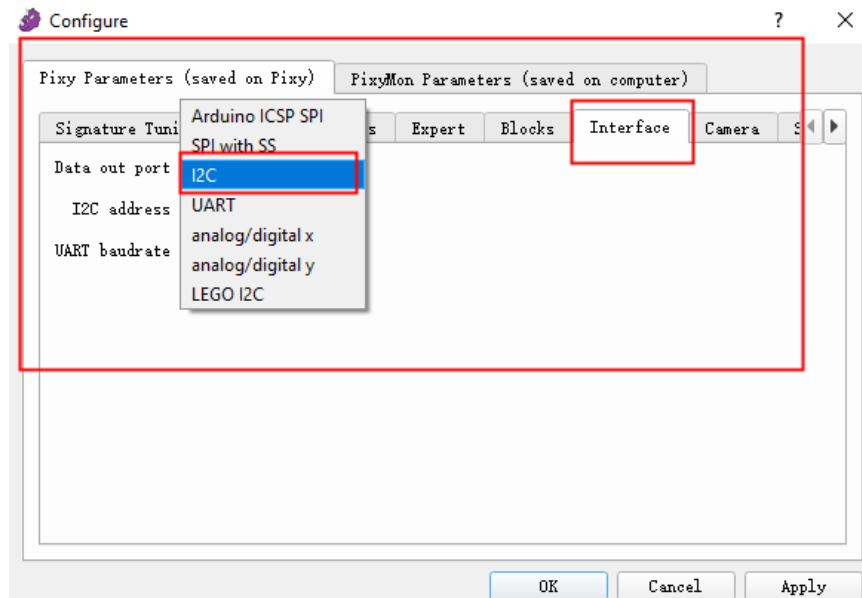 Configure
?
Pixy Parameters (saved on Pixy) PixyMon Parameters (saved on computer)
Signature Tuni s Expert Blocks Interface Camera S
Data out port
I2C address
UART baudrate
Arduino ICSP SPI
SPI with SS
I2C
UART
analog/digital x
analog/digital y
LEGO I2C
OK Cancel Apply